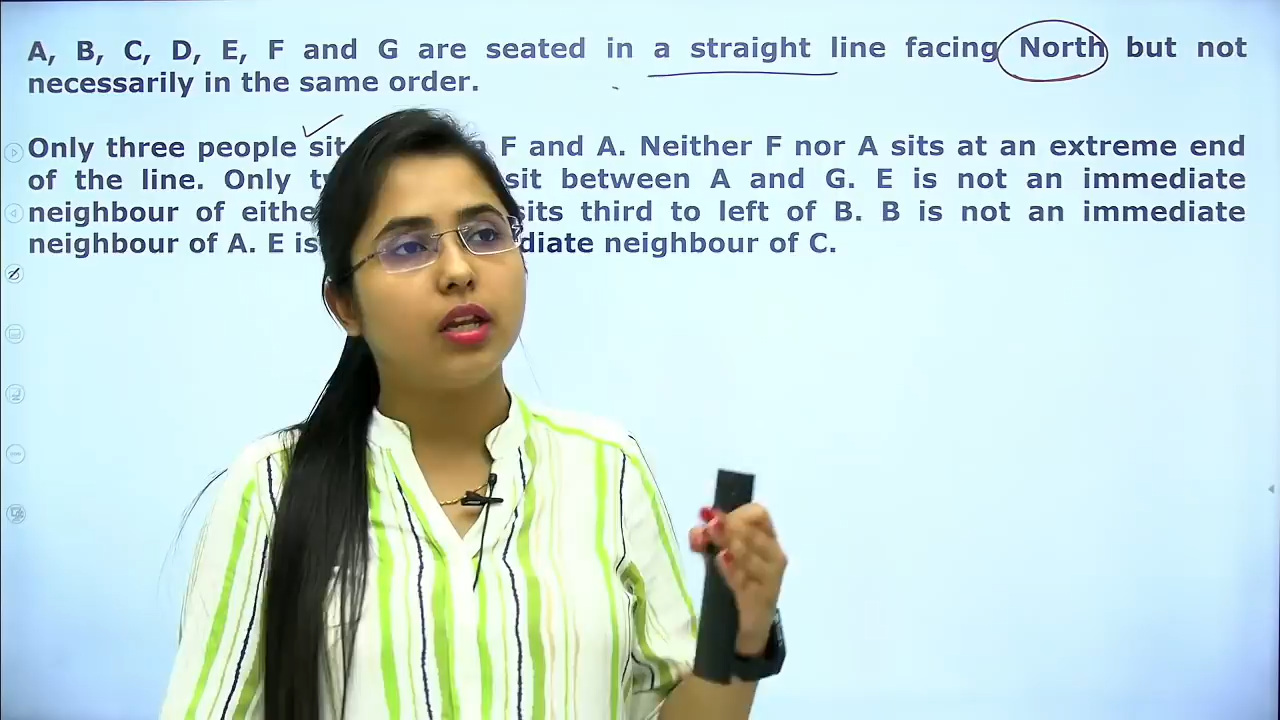 A, B, C, D, E, F and G are seated in a straight line facing North but not
necessarily in the same order.
Only three people sit F and A. Neither F nor A sits at an extreme end
of the line. Only sit between A and G. E is not an immediate
neighbour of sits third to left of B. B is not an immediate
neighbour of A. E is neighbour of C.